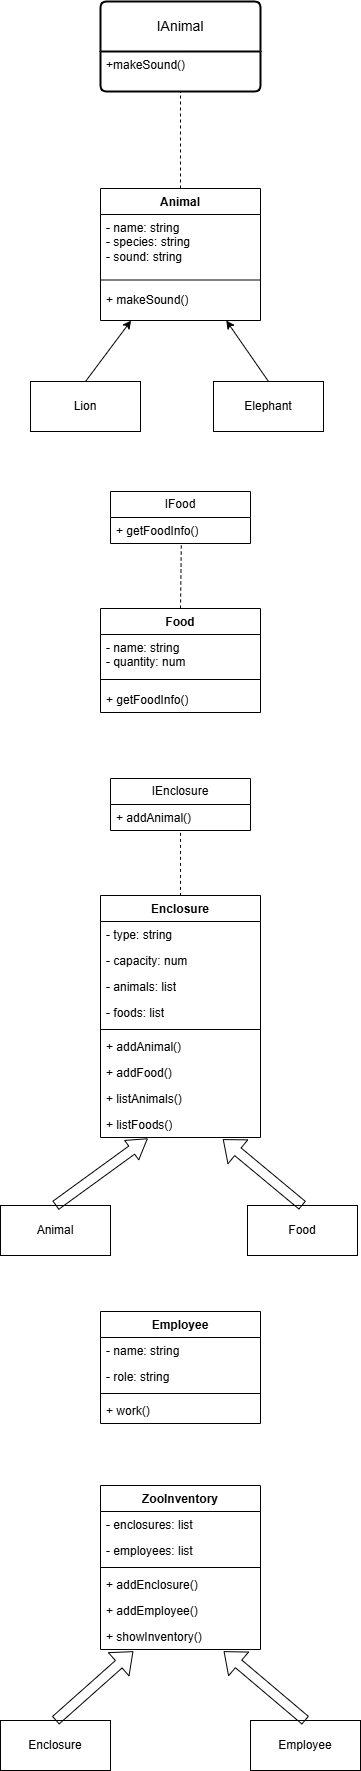 IAnimal
+makeSound()
Animal
- name: string
- species: string
- sound: string
+ makeSound()
Lion
Elephant
IFood
+ getFoodInfo()
Food
- name: string
- quantity: num
+ getFoodInfo()
IEnclosure
+ addAnimal()
Enclosure
- type: string
- capacity: num
- animals: list
- foods: list
+ addAnimal()
+ addFood()
+ listAnimals()
+ listFoods()
Animal
Food
Employee
- name: string
- role: string
+ work()
ZooInventory
- enclosures: list
- employees: list
+ addEnclosure()
+ addEmployee()
+ showInventory()
Enclosure
Employee